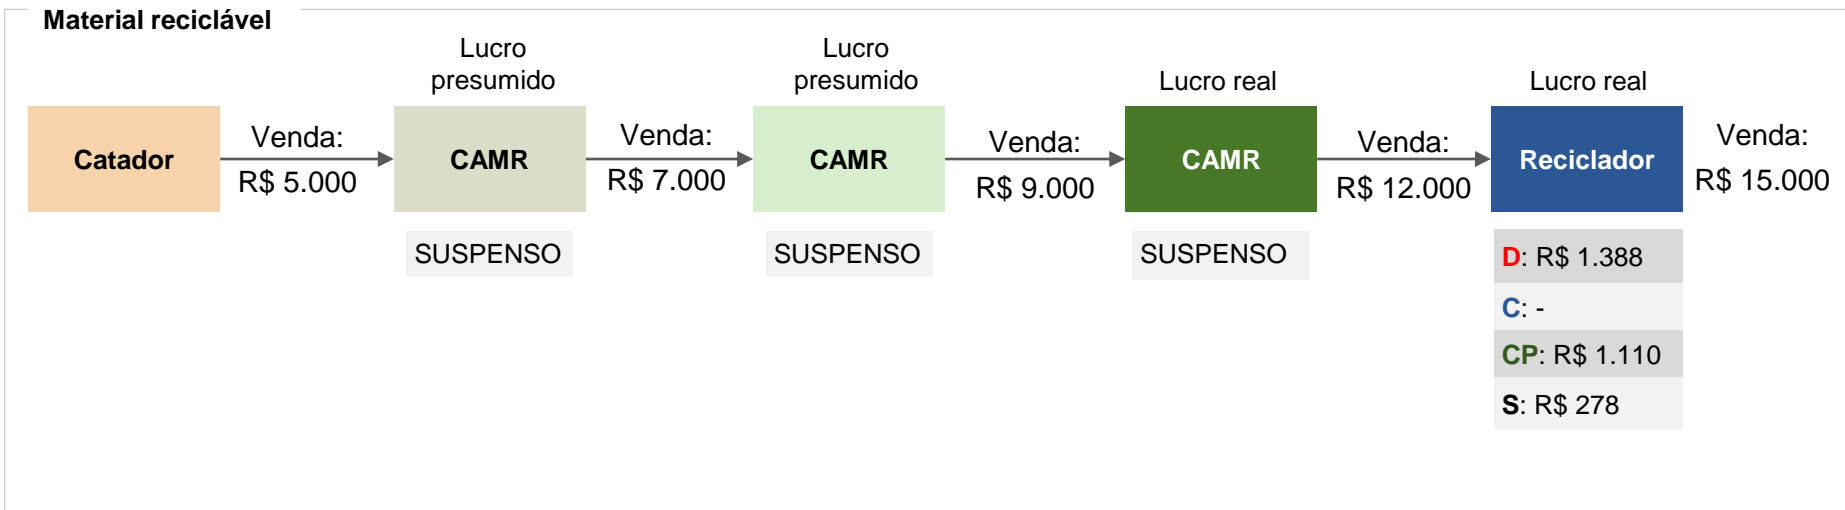 Material reciclável
Lucro
presumido
Lucro
presumido
Lucro real
Lucro real
Catador
Venda:
R$ 5.000
CAMR
Venda:
R$ 7.000
CAMR
Venda:
R$ 9.000
CAMR
Venda:
R$ 12.000
Reciclador
Venda:
R$ 15.000
SUSPENSO
SUSPENSO
SUSPENSO
D: R$ 1.388
C: -
CP: R$ 1.110
S: R$ 278